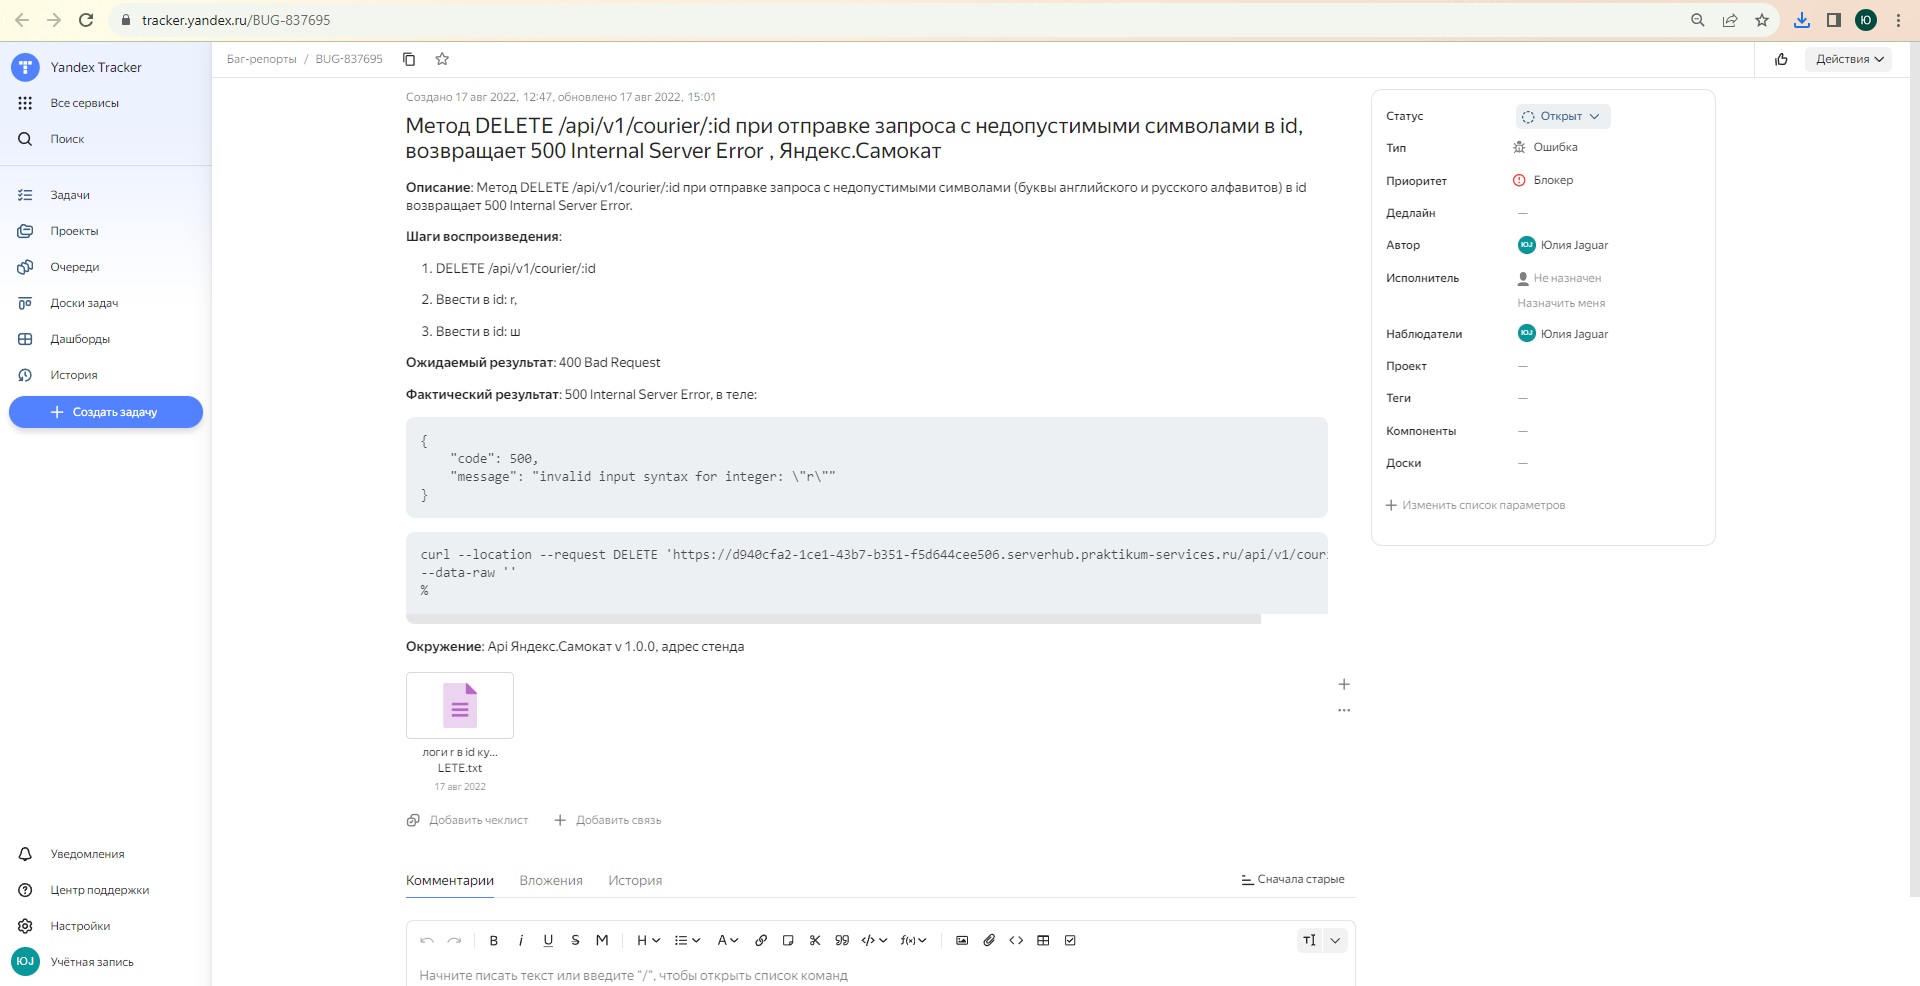 tracker.yandex.ru/BUG-837695
Ю
Yandex Tracker
Все сервисы
Поиск
Задачи
Проекты
Очереди
Доски задач
Дашборды
История
Создать задачу
Уведомления
Центр поддержки
Настройки
ЮJ Учётная запись
Баг-репорты / BUG-837695
Действия
Создано 17 авг 2022, 12:47, обновлено 17 авг 2022, 15:01
Метод DELETE /api/v1/courier/:id при отправке запроса с недопустимыми символами в id,
возвращает 500 Internal Server Error , Яндекс.Самокат
Описание: Метод DELETE /api/v1/courier/:id при отправке запроса с недопустимыми символами (буквы английского и русского алфавитов) в id
возвращает 500 Internal Server Error.
Шаги воспроизведения:
1. DELETE /api/v1/courier/:id
2. Ввести в id: r,
3. Ввести в id: ш
Ожидаемый результат: 400 Bad Request
Фактический результат: 500 Internal Server Error, в теле:
{
"code": 500,
"message": "invalid input syntax for integer: \"r\""
}
curl --location --request DELETE 'https://d940cfa2-1ce1-43b7-b351-f5d644cee506.serverhub.praktikum-services.ru/api/v1/cour
--data-raw ''
%
Окружение: Api Яндекс.Самокат v 1.0.0, адрес стенда
логи r в id ку...
LETE.txt
17 авг 2022
Добавить чеклист
Добавить связь
Комментарии
Вложения
История
Сначала старые
B i U S M H A f(x) TI
Начните писать текст или введите "/", чтобы открыть список команд
Статус Открыт
Тип Ошибка
Приоритет Блокер
Дедлайн —
Автор ЮJ Юлия Jaguar
Исполнитель Не назначен
Назначить меня
Наблюдатели ЮJ Юлия Jaguar
Проект —
Теги —
Компоненты —
Доски —
Изменить список параметров